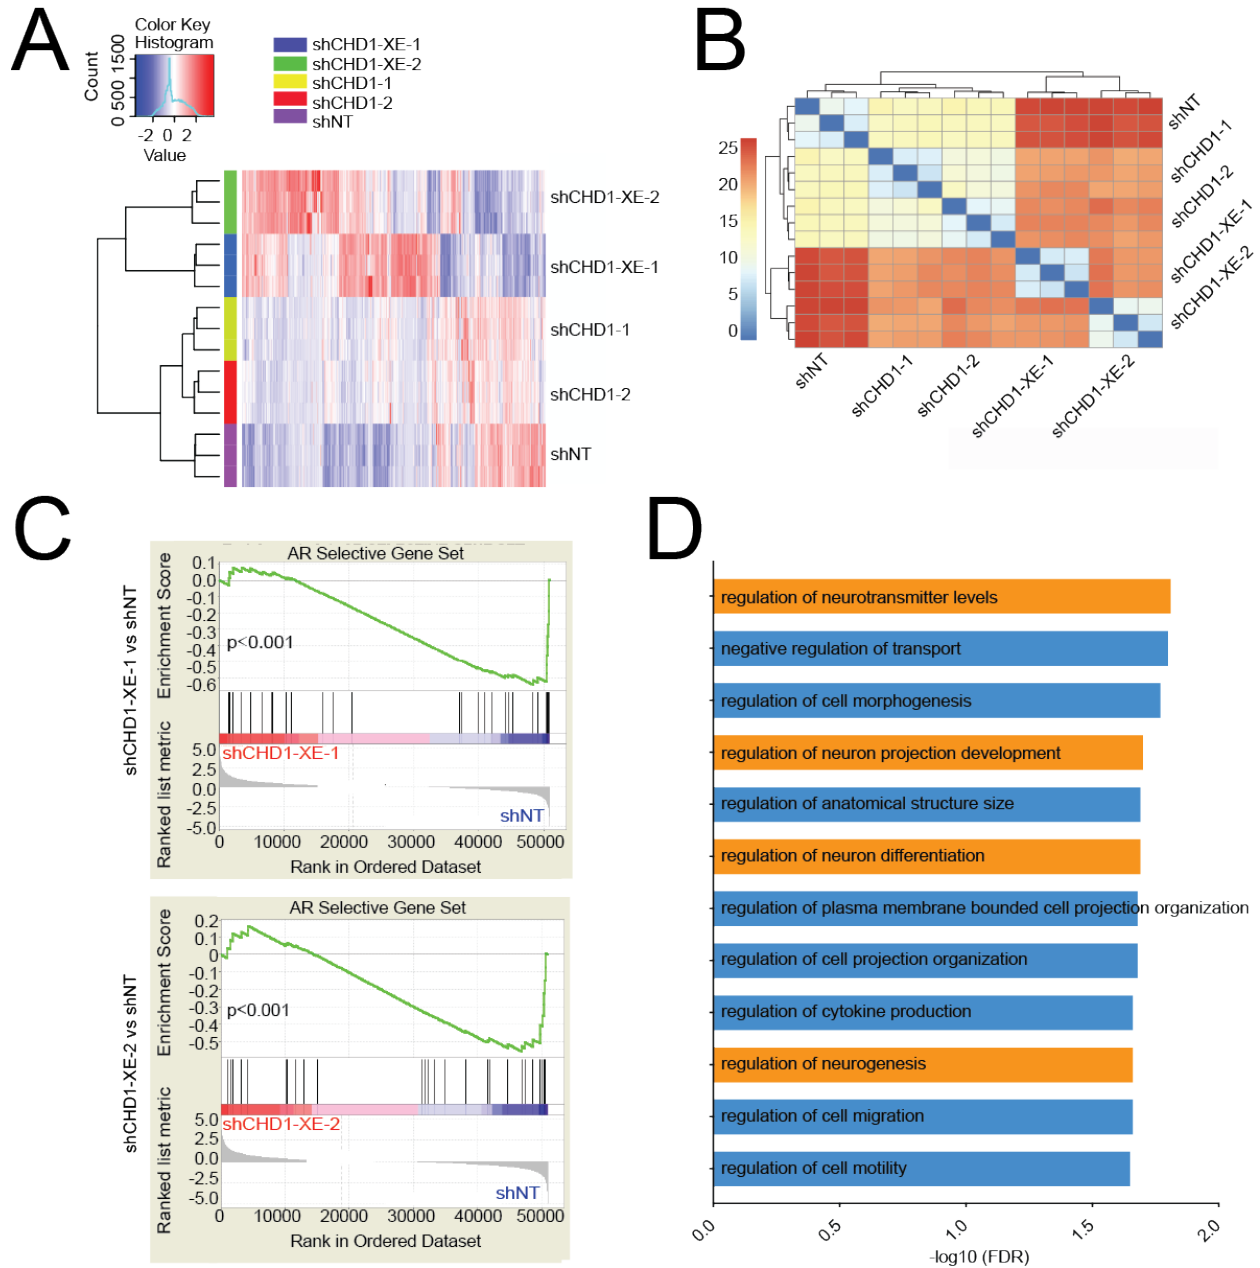 A
Color Key
Histogram
Count
0 500 1500
-2 0 2
Value
shCHD1-XE-1
shCHD1-XE-2
shCHD1-1
shCHD1-2
shNT
shCHD1-XE-2
shCHD1-XE-1
shCHD1-1
shCHD1-2
shNT
B
25
20
15
10
5
0
shNT
shCHD1-1
shCHD1-2
shCHD1-XE-1
shCHD1-XE-2
shNT
shCHD1-1
shCHD1-2
shCHD1-XE-1
shCHD1-XE-2
C
shCHD1-XE-1 vs shNT
AR Selective Gene Set
Enrichment Score
0.1
0.0
-0.1
-0.2
-0.3
-0.4
-0.5
-0.6
p<0.001
Ranked list metric
5.0
2.5
0.0
-2.5
-5.0
shCHD1-XE-1
shNT
0 10000 20000 30000 40000 50000
Rank in Ordered Dataset
shCHD1-XE-2 vs shNT
AR Selective Gene Set
Enrichment Score
0.2
0.1
0
-0.1
-0.2
-0.3
-0.4
-0.5
p<0.001
Ranked list metric
5.0
2.5
0.0
-2.5
-5.0
shCHD1-XE-2
shNT
0 10000 20000 30000 40000 50000
Rank in Ordered Dataset
D
regulation of neurotransmitter levels
negative regulation of transport
regulation of cell morphogenesis
regulation of neuron projection development
regulation of anatomical structure size
regulation of neuron differentiation
regulation of plasma membrane bounded cell projection organization
regulation of cell projection organization
regulation of cytokine production
regulation of neurogenesis
regulation of cell migration
regulation of cell motility
0.0 0.5 1.0 1.5 2.0
-log10 (FDR)